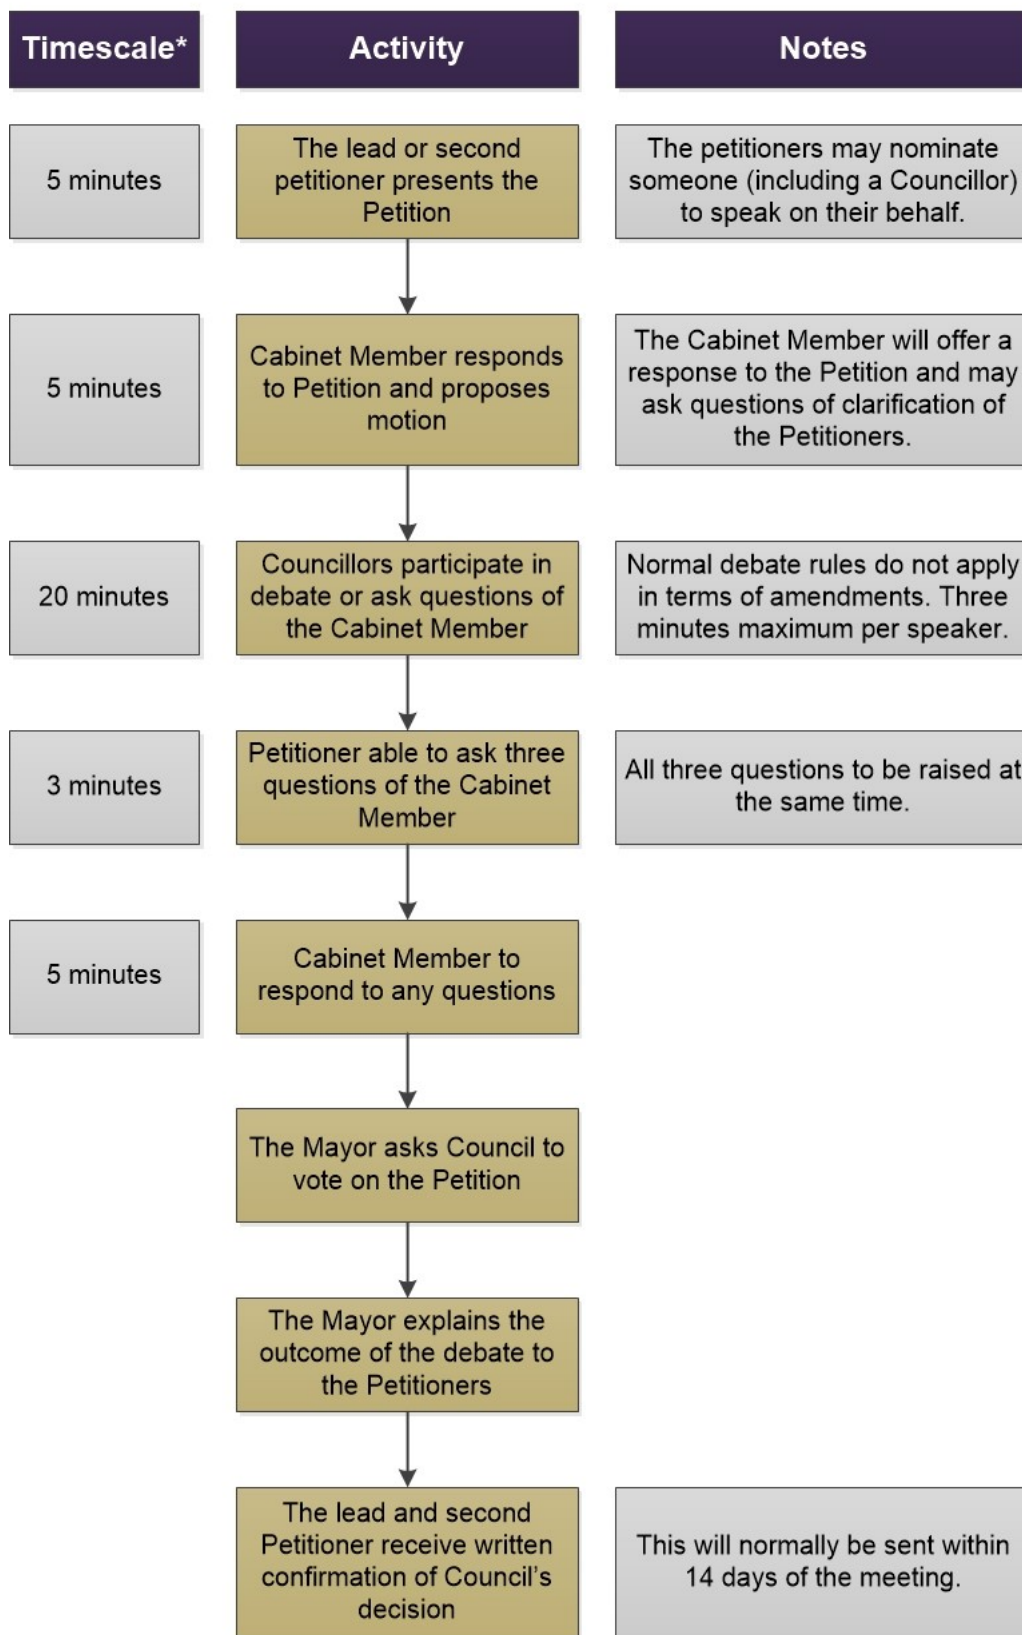 Timescale*
Activity
Notes
5 minutes
The lead or second
petitioner presents the
Petition
The petitioners may nominate
someone (including a Councillor)
to speak on their behalf.
5 minutes
Cabinet Member responds
to Petition and proposes
motion
The Cabinet Member will offer a
response to the Petition and may
ask questions of clarification of
the Petitioners.
20 minutes
Councillors participate in
debate or ask questions of
the Cabinet Member
Normal debate rules do not apply
in terms of amendments. Three
minutes maximum per speaker.
3 minutes
Petitioner able to ask three
questions of the Cabinet
Member
All three questions to be raised at
the same time.
5 minutes
Cabinet Member to
respond to any questions
The Mayor asks Council to
vote on the Petition
The Mayor explains the
outcome of the debate to
the Petitioners
The lead and second
Petitioner receive written
confirmation of Council's
decision
This will normally be sent within
14 days of the meeting.